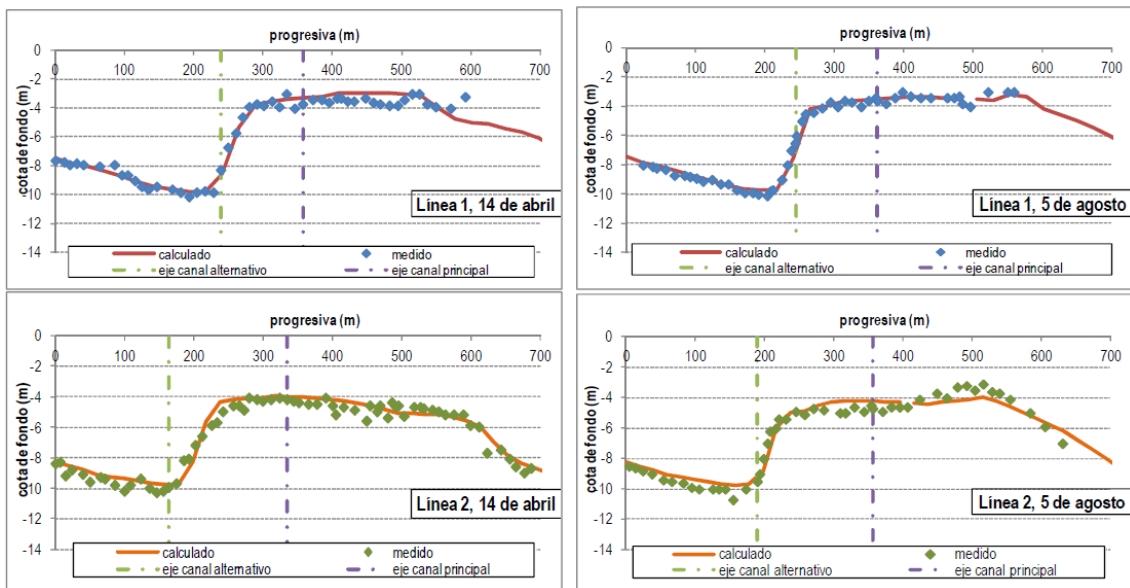 progresiva (m)
0 100 200 300 400 500 600 700
0
-2
-4
-6
-8
-10
-12
-14
cota de fondo (m)
Línea 1, 14 de abril
calculado medido
eje canal alternativo eje canal principal
progresiva (m)
0 100 200 300 400 500 600 700
0
-2
-4
-6
-8
-10
-12
-14
cota de fondo (m)
Línea 1, 5 de agosto
calculado medido
eje canal alternativo eje canal principal
progresiva (m)
0 100 200 300 400 500 600 700
0
-2
-4
-6
-8
-10
-12
-14
cota de fondo (m)
Línea 2, 14 de abril
calculado medido
eje canal alternativo eje canal principal
progresiva (m)
0 100 200 300 400 500 600 700
0
-2
-4
-6
-8
-10
-12
-14
cota de fondo (m)
Línea 2, 5 de agosto
calculado medido
eje canal alternativo eje canal principal